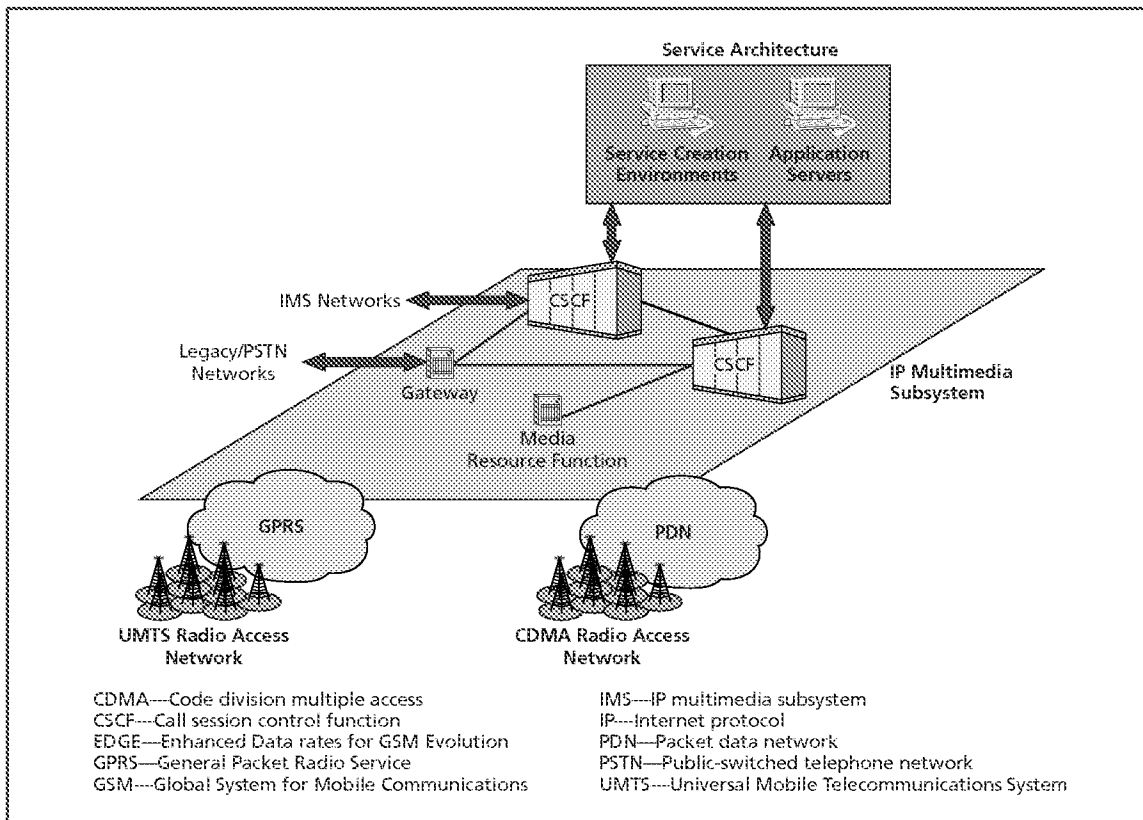 Service Architecture
Service Creation
Environments
Application
Servers
IMS Networks
CSCF
Legacy/PSTN
Networks
Gateway
CSCF
IP Multimedia
Subsystem
Media
Resource Function
GPRS
PDN
UMTS Radio Access
Network
CDMA Radio Access
Network
CDMA—Code division multiple access
CSCF—Call session control function
EDGE—Enhanced Data rates for GSM Evolution
GPRS—General Packet Radio Service
GSM—Global System for Mobile Communications
IMS—IP multimedia subsystem
IP—Internet protocol
PDN—Packet data network
PSTN—Public-switched telephone network
UMTS—Universal Mobile Telecommunications System